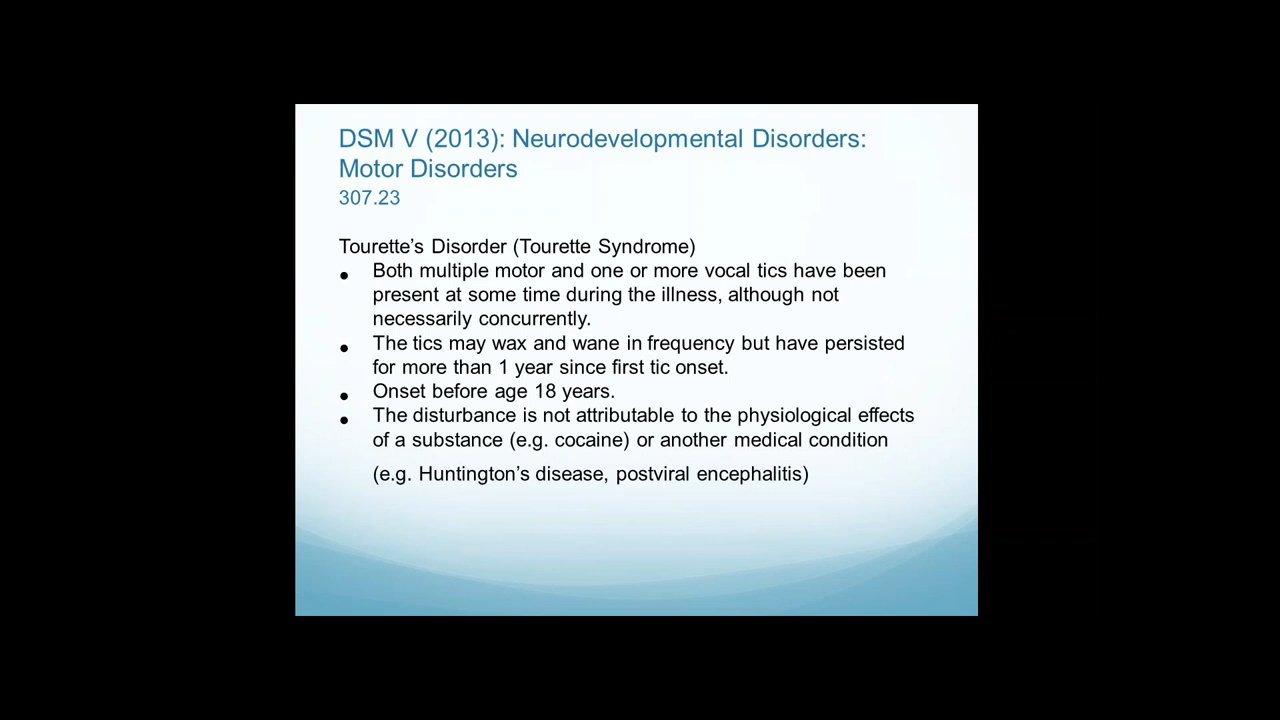 DSM V (2013): Neurodevelopmental Disorders:
Motor Disorders
307.23
Tourette's Disorder (Tourette Syndrome)
• Both multiple motor and one or more vocal tics have been
present at some time during the illness, although not
necessarily concurrently.
• The tics may wax and wane in frequency but have persisted
for more than 1 year since first tic onset.
• Onset before age 18 years.
• The disturbance is not attributable to the physiological effects
of a substance (e.g. cocaine) or another medical condition
(e.g. Huntington's disease, postviral encephalitis)